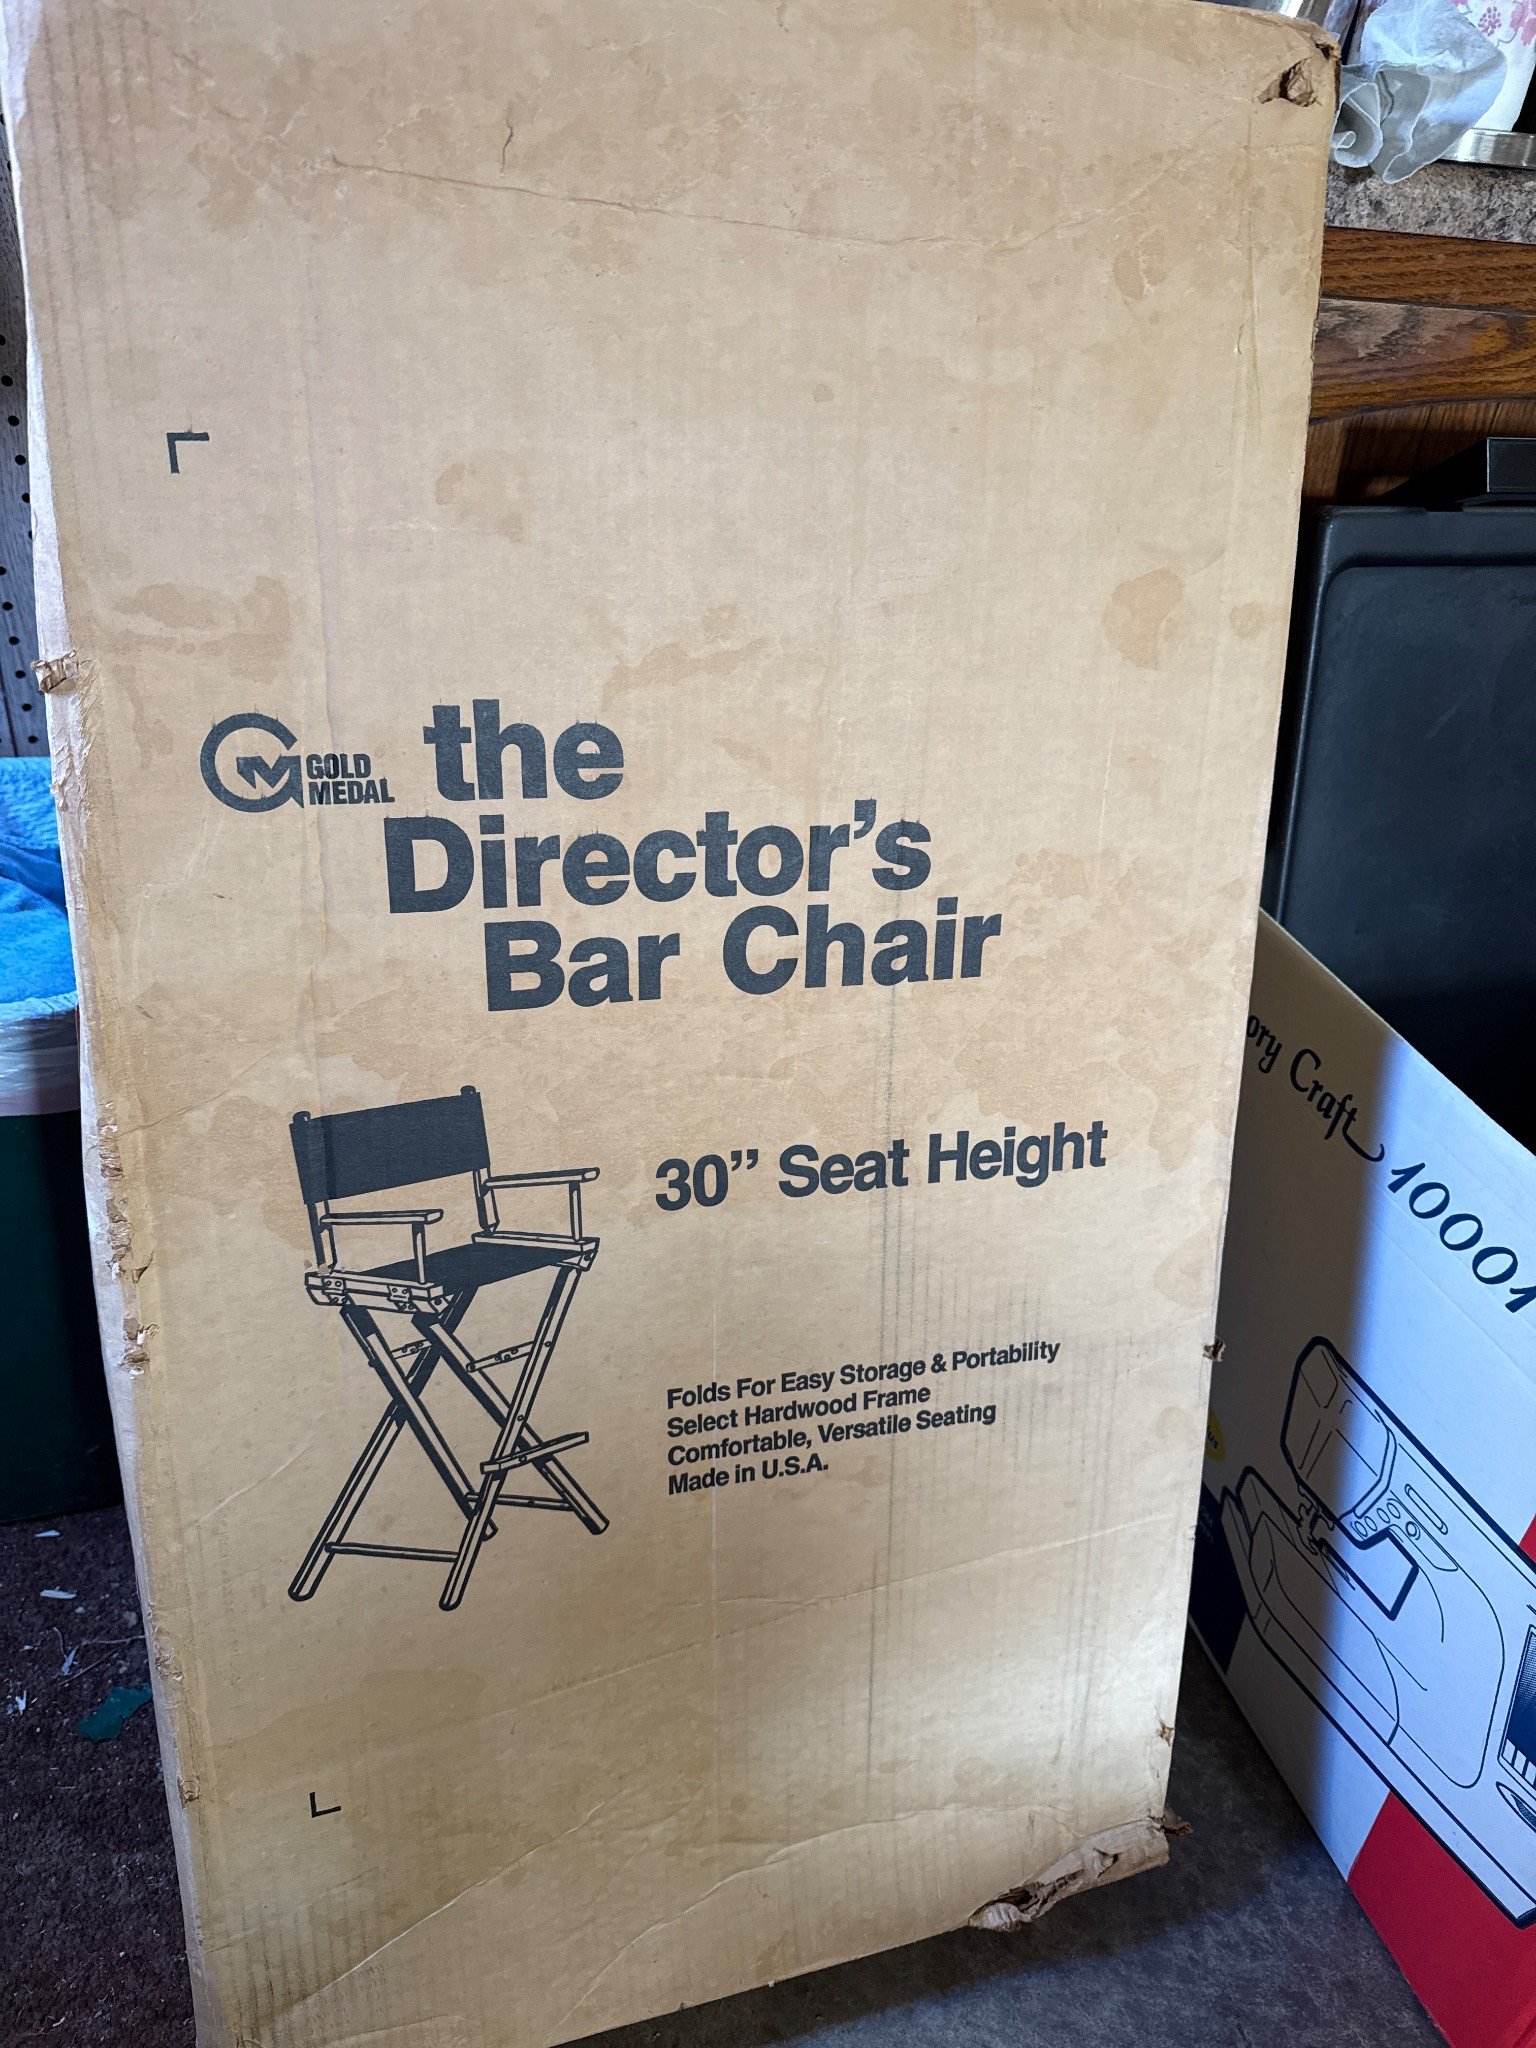 GOLD
MEDAL
the
Director's
Bar Chair
30" Seat Height
Folds For Easy Storage & Portability
Select Hardwood Frame
Comfortable, Versatile Seating
Made in U.S.A.
ory Craft
10001